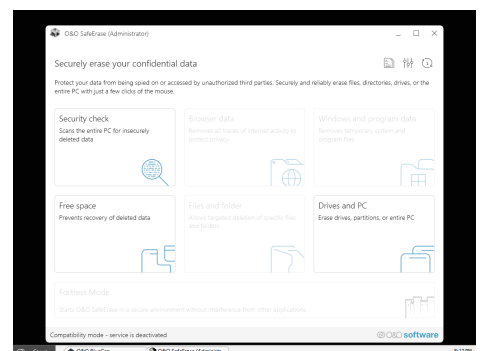 O&O SafeErase (Administrator)
Securely erase your confidential data
Protect your data from being spied on or accessed by unauthorized third parties. Securely and reliably erase files, directories, drives, or the
entire PC with just a few clicks of the mouse.
Security check
Scans the entire PC for insecurely
deleted data
Browser data
Removes all traces of internet activity to
protect privacy
Windows and program data
Removes temporary system and
program files
Free space
Prevents recovery of deleted data
Files and folder
Allows targeted deletion of specific files
and folders
Drives and PC
Erase drives, partitions, or entire PC
Fortress Mode
Starts O&O SafeErase in a secure environment without interference from other applications
Compatibility mode - service is deactivated
O&O software